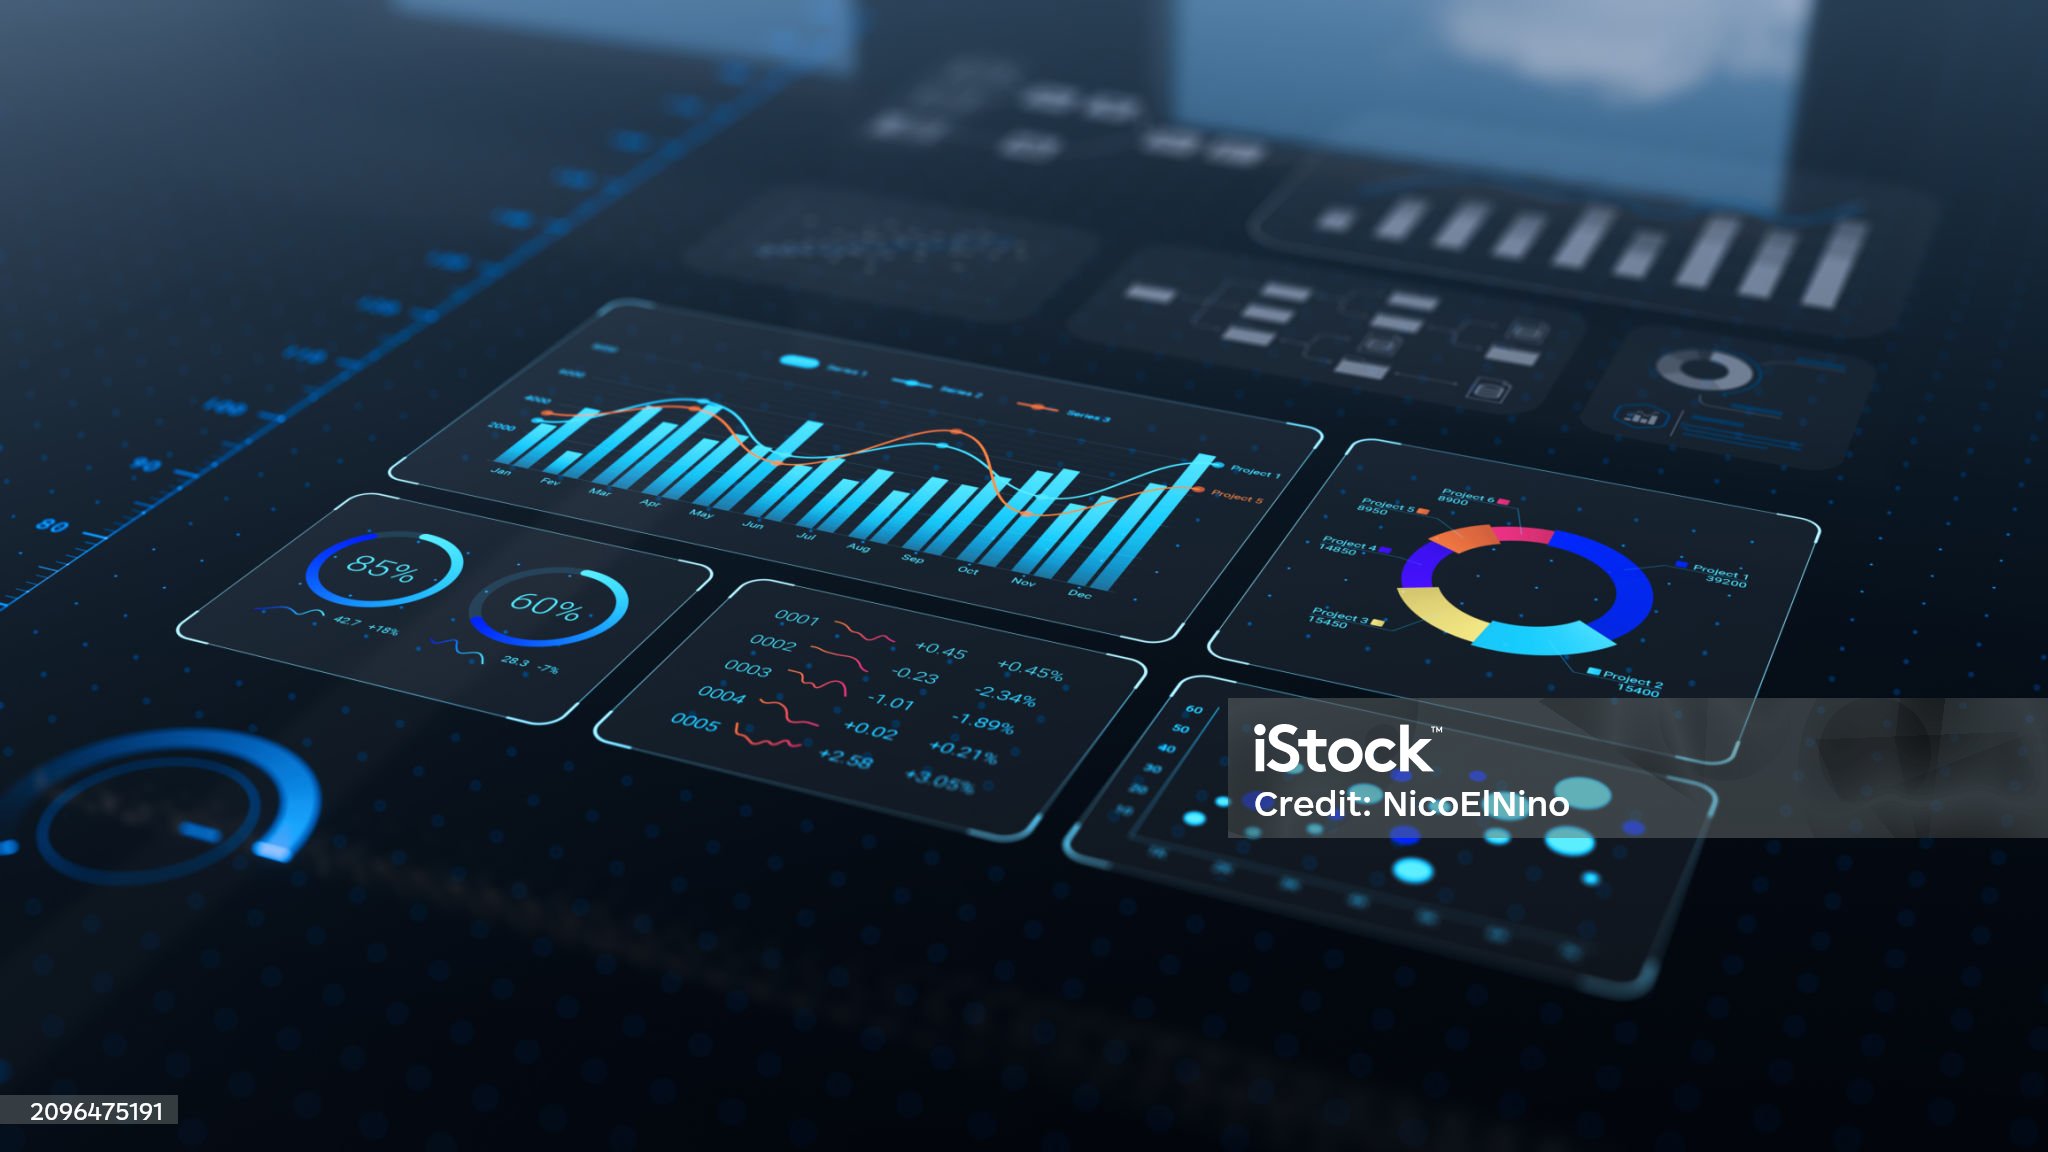 80
90
100
110
4000
2000
6000
Series 1
Series 2
Series 3
Project 1
Project 5
Jan
Fev
Mar
Apr
May
Jun
Jul
Aug
Sep
Oct
Nov
Dec
85%
42.7 +18%
60%
28.3 -7%
0001 +0.45 +0.45%
0002 -0.23 -2.34%
0003 -1.01 -1.89%
0004 +0.02 +0.21%
0005 +2.58 +3.05%
Project 6
8900
Project 5
8950
Project 4
14850
Project 3
15450
Project 1
39200
Project 2
15400
60
50
40
30
20
10
iStock™
Credit: NicoElNino
2096475191